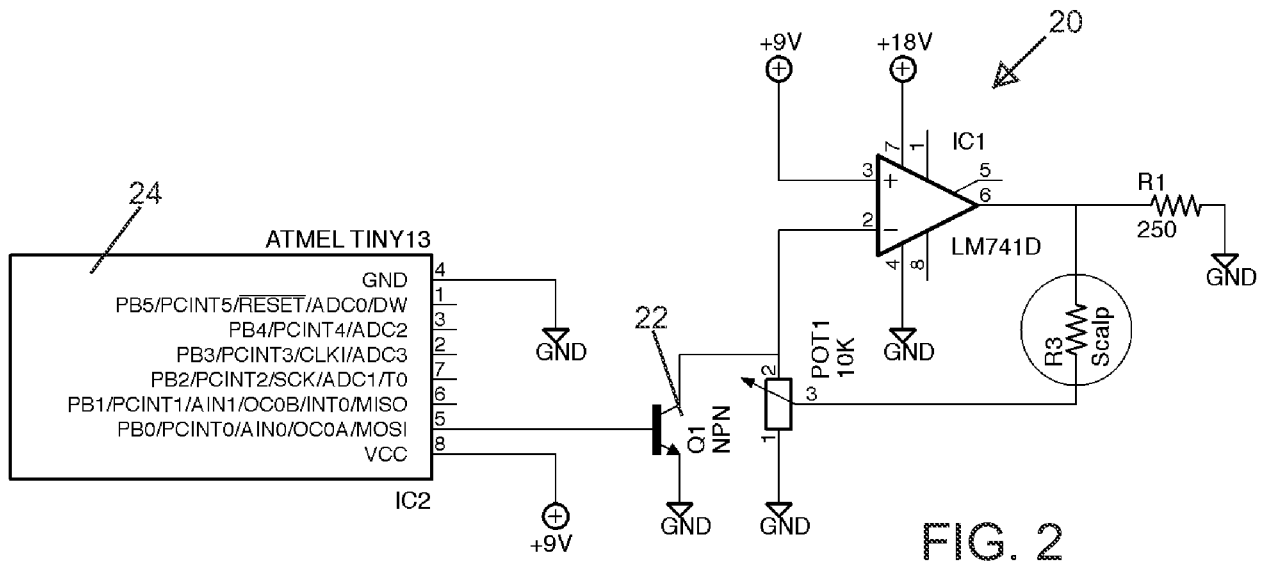 20
+9V
+18V
7
1
IC1
3
+
5
6
R1
250
2
−
LM741D
4
8
GND
GND
24
ATMEL TINY13
GND 4
PB5/PCINT5/RESET/ADC0/DW 1
PB4/PCINT4/ADC2 3
PB3/PCINT3/CLKI/ADC3 2
PB2/PCINT2/SCK/ADC1/T0 7
PB1/PCINT1/AIN1/OC0B/INT0/MISO 6
PB0/PCINT0/AIN0/OC0A/MOSI 5
VCC 8
IC2
GND
+9V
22
Q1
NPN
GND
2
POT1
10K
3
1
GND
R3
Scalp
FIG. 2